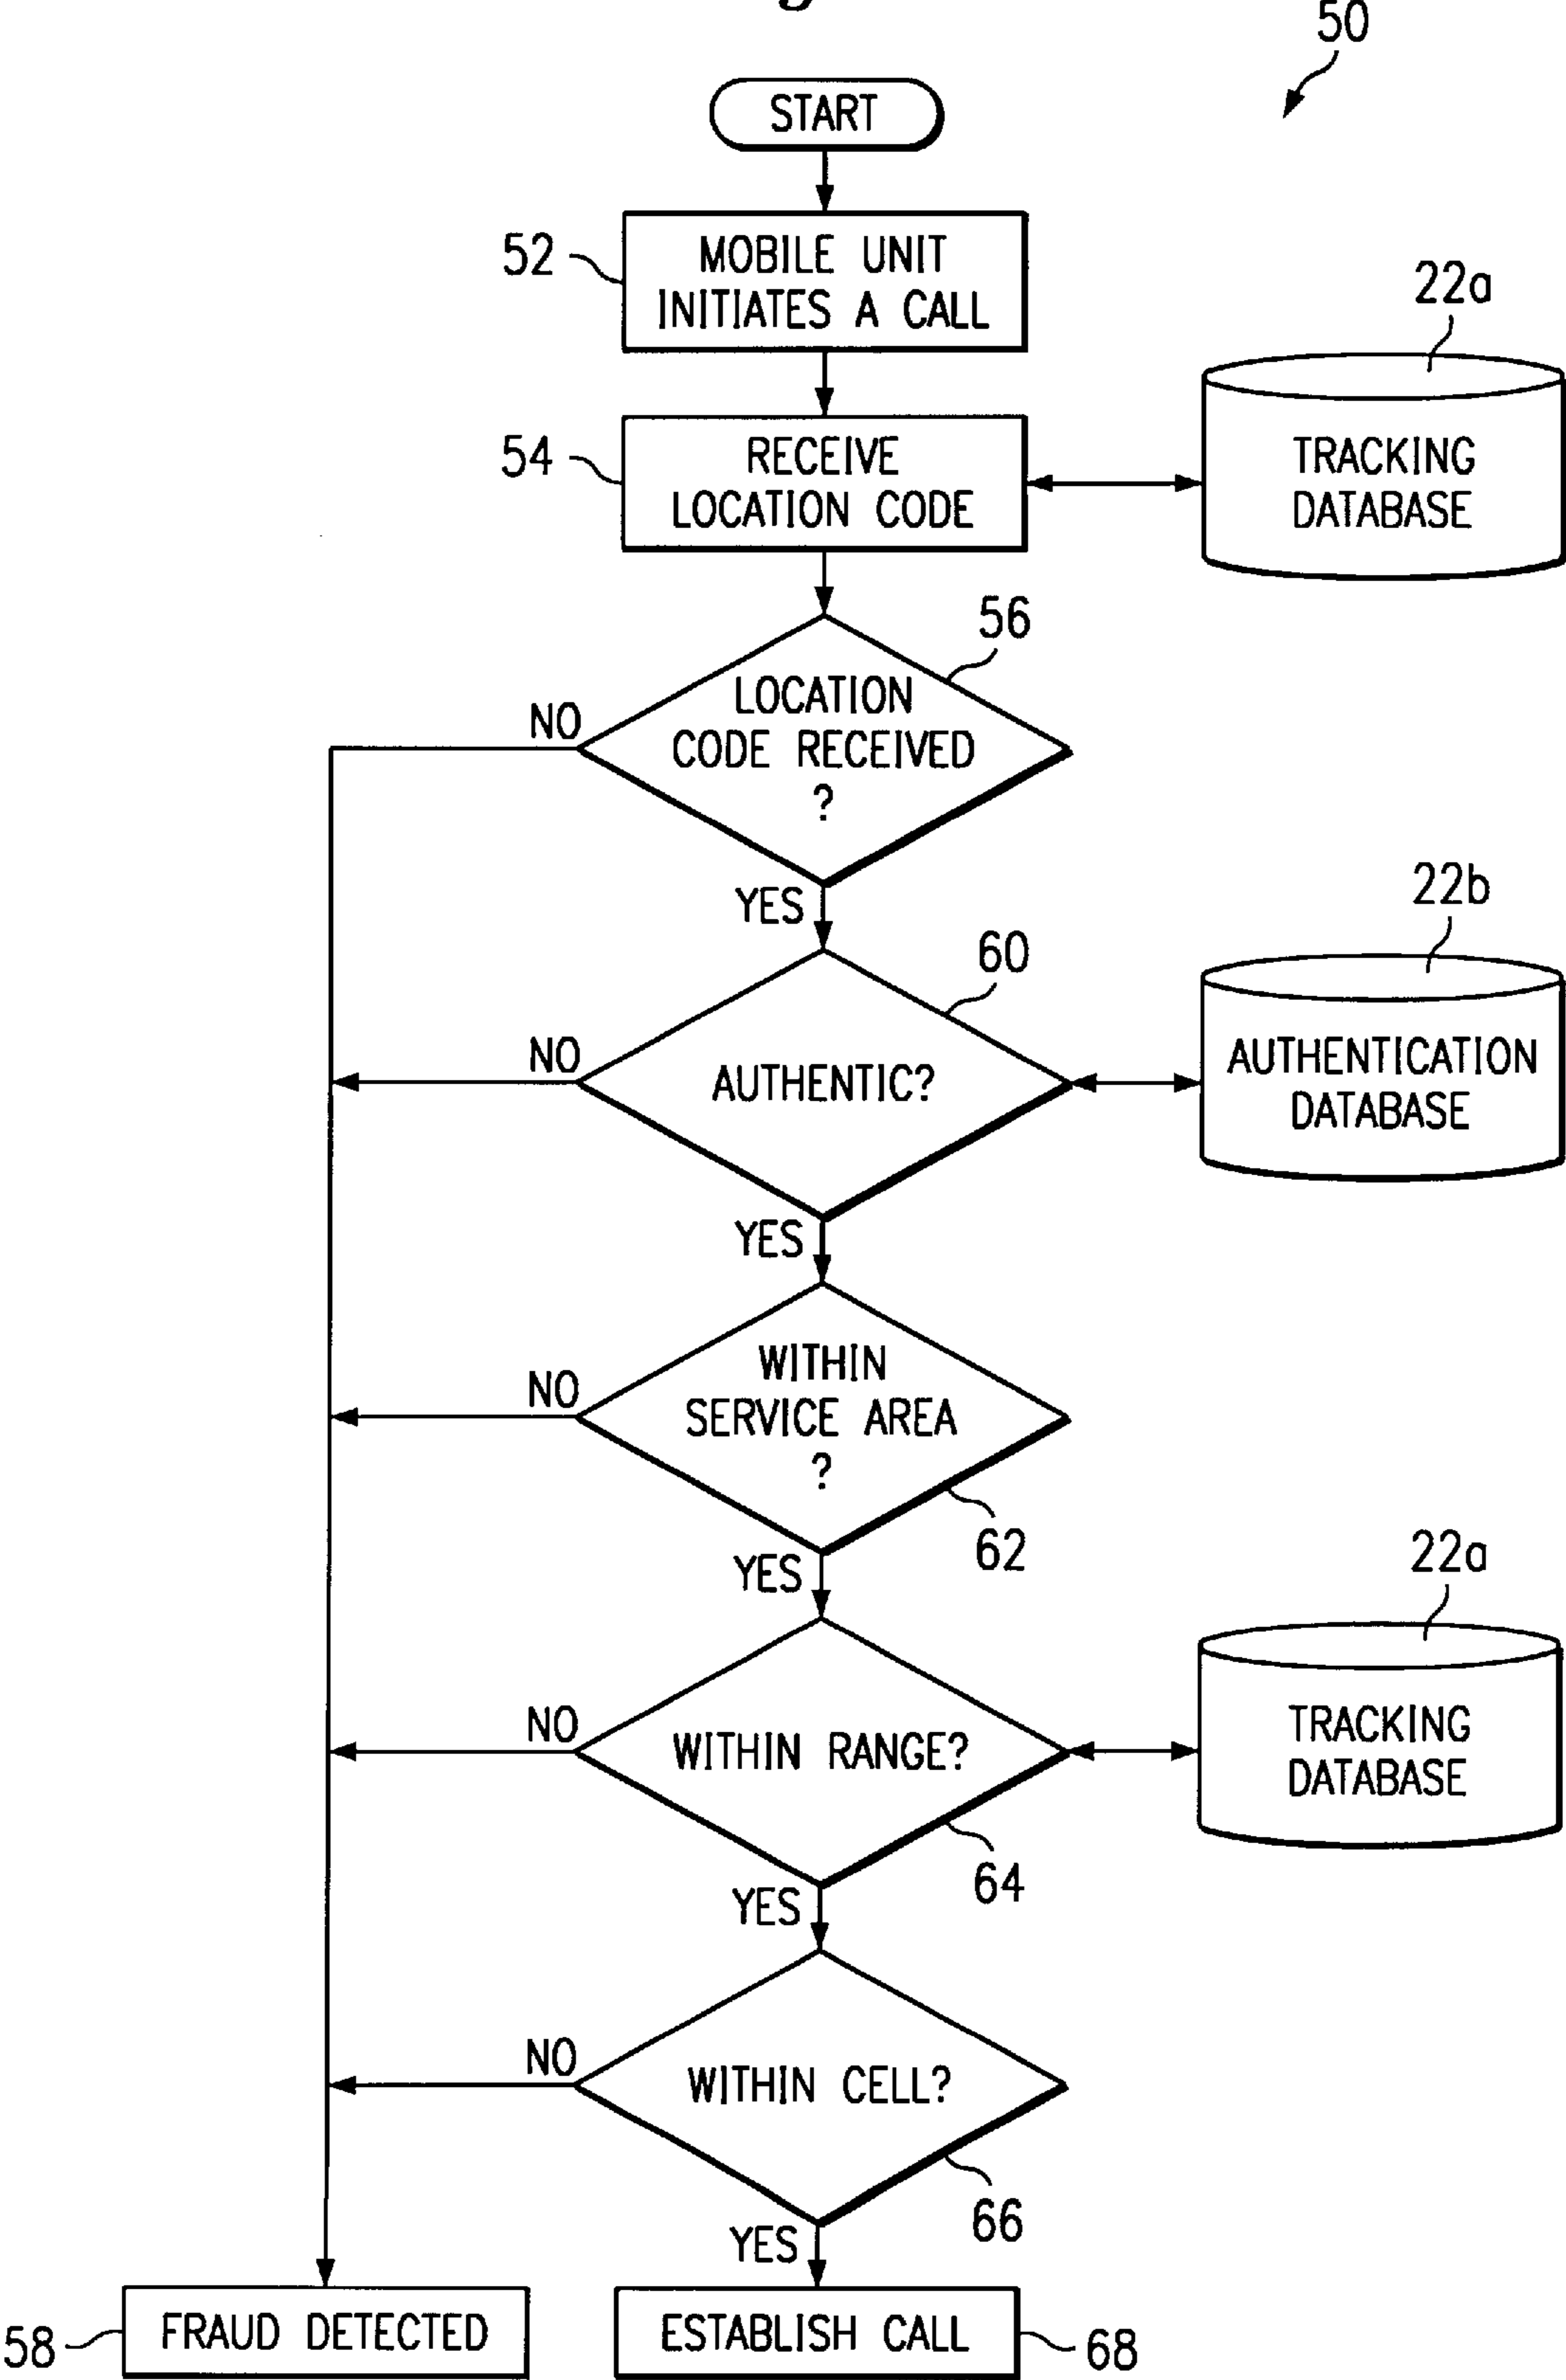 50
START
52
MOBILE UNIT
INITIATES A CALL
22a
54
RECEIVE
LOCATION CODE
TRACKING
DATABASE
56
LOCATION
CODE RECEIVED
?
NO
YES
22b
60
AUTHENTIC?
NO
AUTHENTICATION
DATABASE
YES
WITHIN
SERVICE AREA
?
NO
62
YES
22a
WITHIN RANGE?
NO
TRACKING
DATABASE
64
YES
WITHIN CELL?
NO
66
YES
58
FRAUD DETECTED
ESTABLISH CALL
68